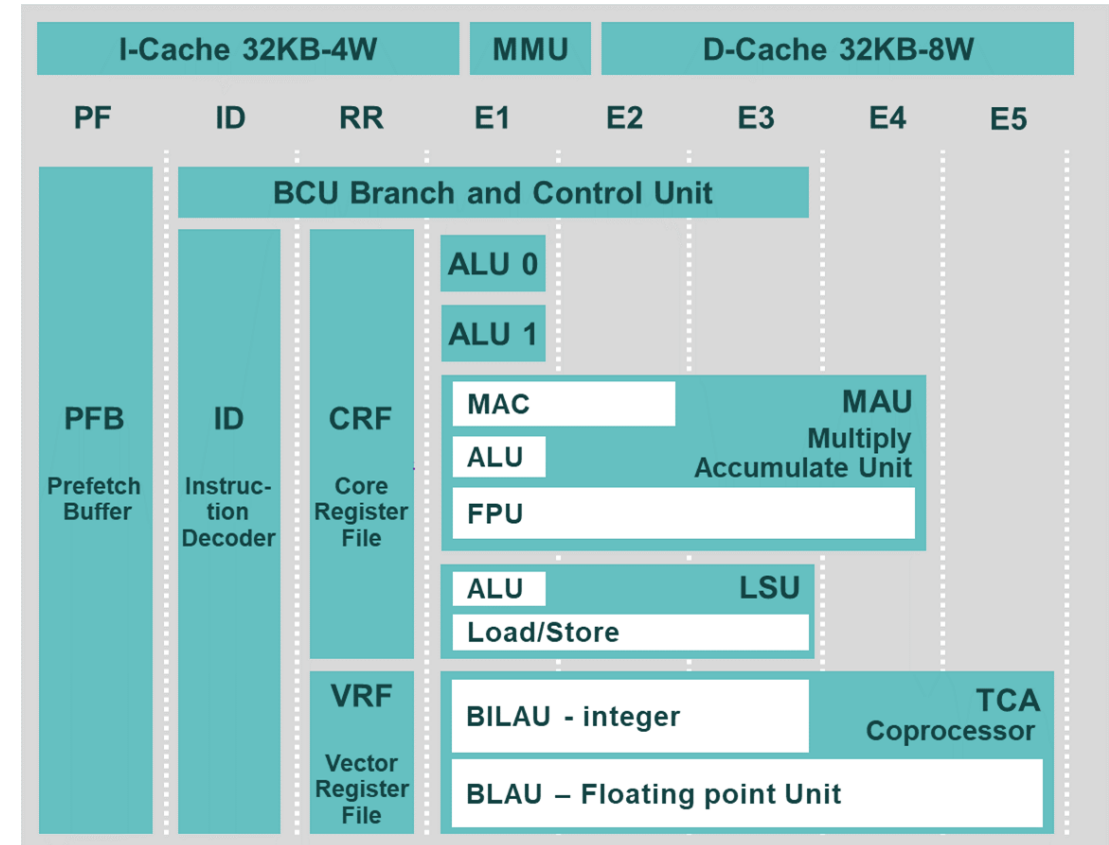 I-Cache 32KB-4W
MMU
D-Cache 32KB-8W
PF
ID
RR
E1
E2
E3
E4
E5
BCU Branch and Control Unit
PFB
Prefetch
Buffer
ID
Instruc-
tion
Decoder
CRF
Core
Register
File
ALU 0
ALU 1
MAC
ALU
FPU
MAU
Multiply
Accumulate Unit
ALU
Load/Store
LSU
VRF
Vector
Register
File
BILAU - integer
BLAU – Floating point Unit
TCA
Coprocessor